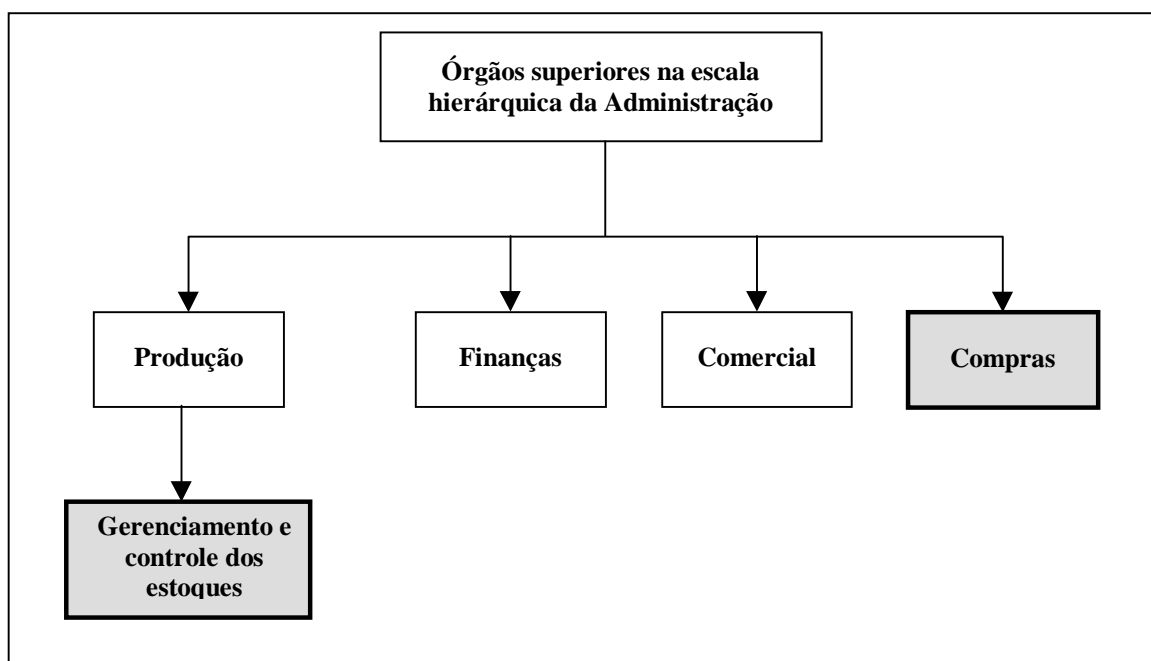 Órgãos superiores na escala
hierárquica da Administração
Produção
Finanças
Comercial
Compras
Gerenciamento e
controle dos
estoques